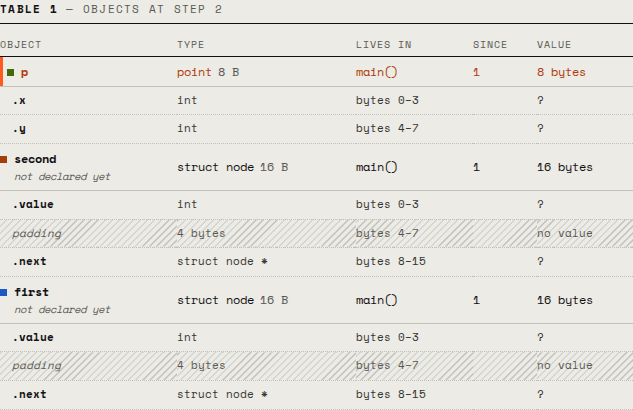 TABLE 1 — OBJECTS AT STEP 2
OBJECT TYPE LIVES IN SINCE VALUE
p point 8 B main() 1 8 bytes
.x int bytes 0–3 ?
.y int bytes 4–7 ?
second struct node 16 B main() 1 16 bytes
not declared yet
.value int bytes 0–3 ?
padding 4 bytes bytes 4–7 no value
.next struct node * bytes 8–15 ?
first struct node 16 B main() 1 16 bytes
not declared yet
.value int bytes 0–3 ?
padding 4 bytes bytes 4–7 no value
.next struct node * bytes 8–15 ?